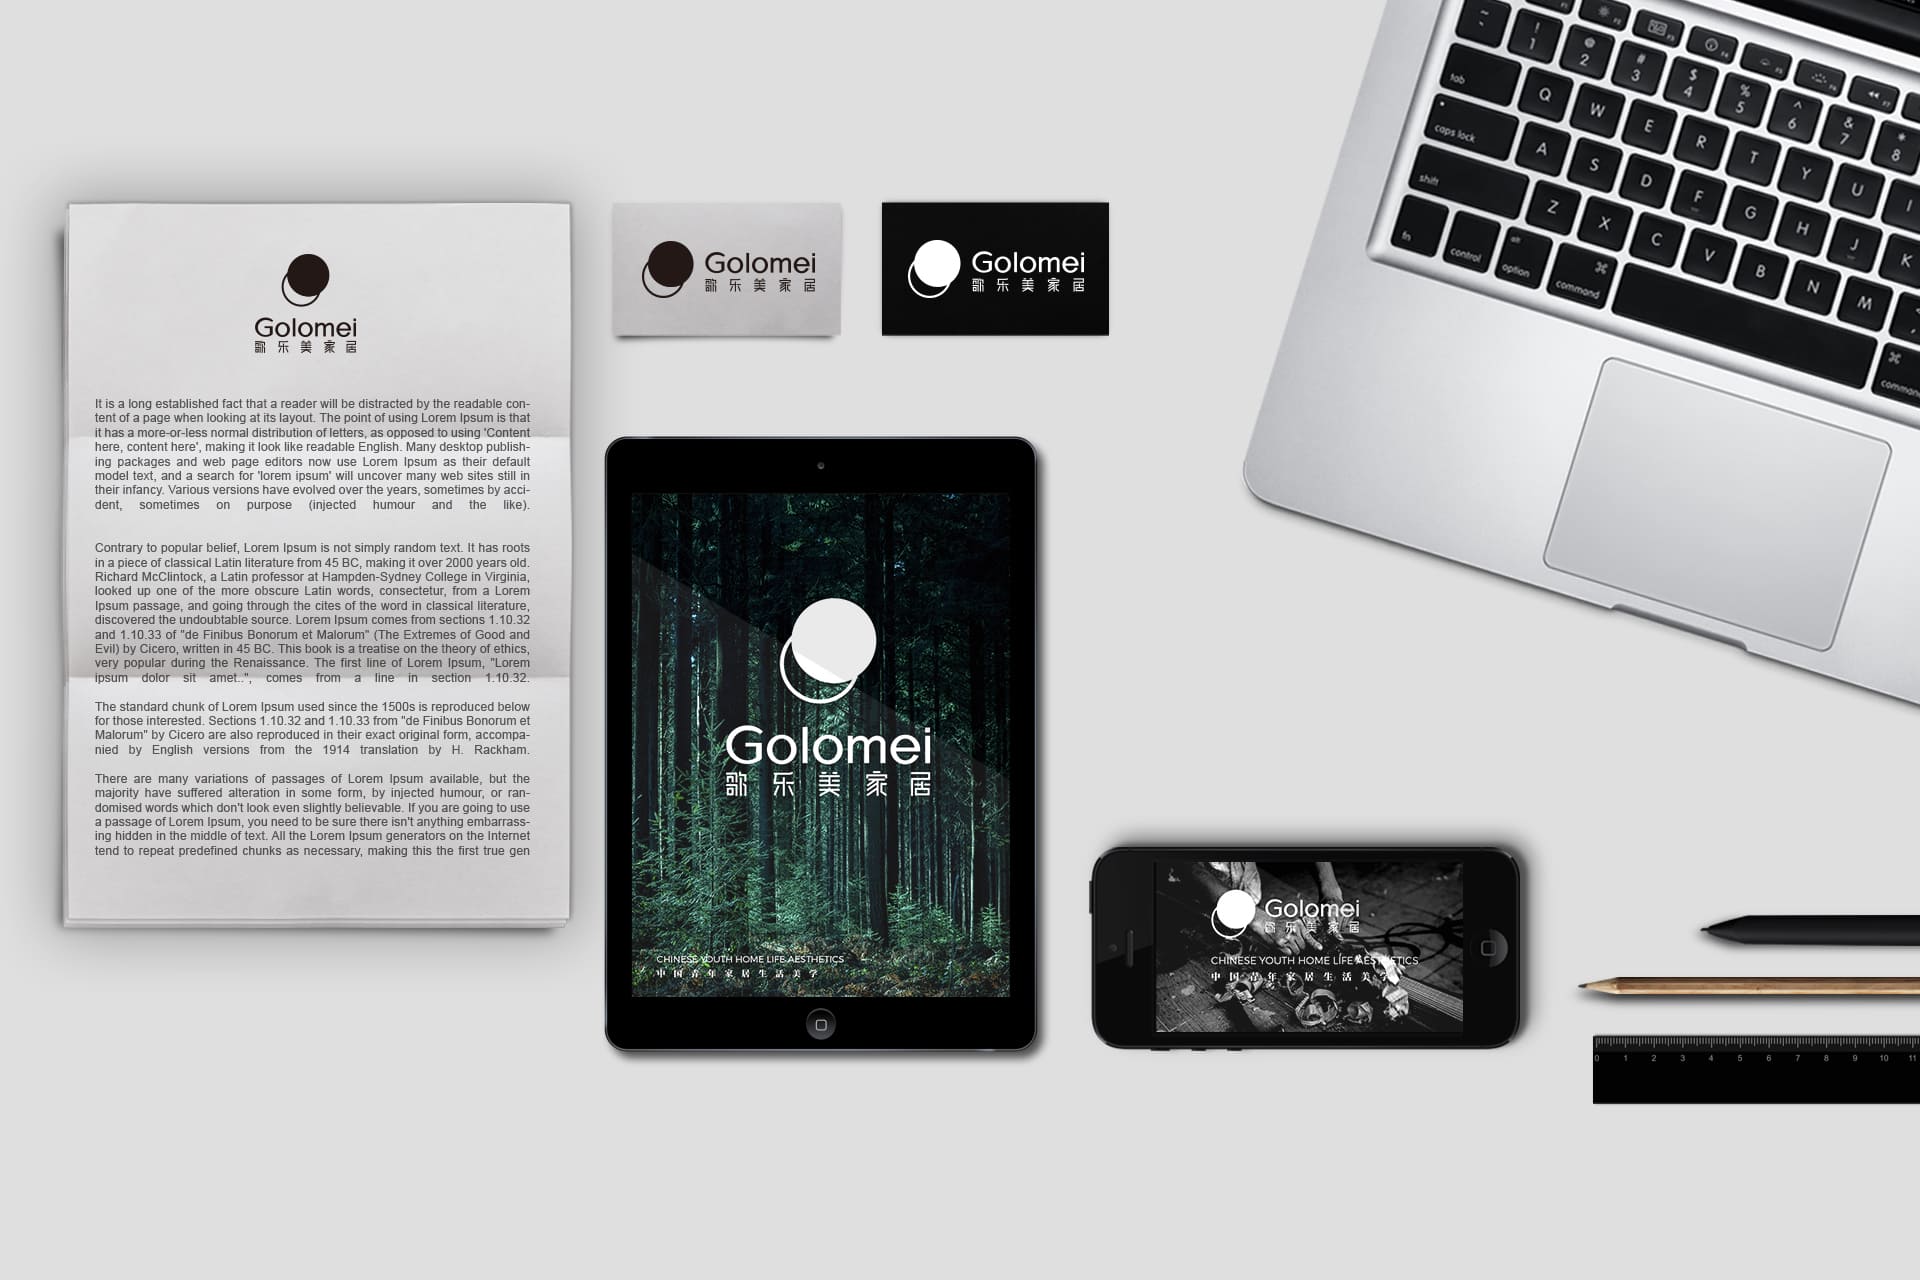 Golomei
歌乐美家居
It is a long established fact that a reader will be distracted by the readable con-
tent of a page when looking at its layout. The point of using Lorem Ipsum is that
it has a more-or-less normal distribution of letters, as opposed to using 'Content
here, content here', making it look like readable English. Many desktop publish-
ing packages and web page editors now use Lorem Ipsum as their default
model text, and a search for 'lorem ipsum' will uncover many web sites still in
their infancy. Various versions have evolved over the years, sometimes by acci-
dent, sometimes on purpose (injected humour and the like).
Contrary to popular belief, Lorem Ipsum is not simply random text. It has roots
in a piece of classical Latin literature from 45 BC, making it over 2000 years old.
Richard McClintock, a Latin professor at Hampden-Sydney College in Virginia,
looked up one of the more obscure Latin words, consectetur, from a Lorem
Ipsum passage, and going through the cites of the word in classical literature,
discovered the undoubtable source. Lorem Ipsum comes from sections 1.10.32
and 1.10.33 of "de Finibus Bonorum et Malorum" (The Extremes of Good and
Evil) by Cicero, written in 45 BC. This book is a treatise on the theory of ethics,
very popular during the Renaissance. The first line of Lorem Ipsum, "Lorem
ipsum dolor sit amet..", comes from a line in section 1.10.32.
The standard chunk of Lorem Ipsum used since the 1500s is reproduced below
for those interested. Sections 1.10.32 and 1.10.33 from "de Finibus Bonorum et
Malorum" by Cicero are also reproduced in their exact original form, accompa-
nied by English versions from the 1914 translation by H. Rackham.
There are many variations of passages of Lorem Ipsum available, but the
majority have suffered alteration in some form, by injected humour, or ran-
domised words which don't look even slightly believable. If you are going to use
a passage of Lorem Ipsum, you need to be sure there isn't anything embarrass-
ing hidden in the middle of text. All the Lorem Ipsum generators on the Internet
tend to repeat predefined chunks as necessary, making this the first true gen
Golomei
歌乐美家居
Golomei
歌乐美家居
Golomei
歌乐美家居
CHINESE YOUTH HOME LIFE AESTHETICS
中国青年家居生活美学
Golomei
歌乐美家居
CHINESE YOUTH HOME LIFE AESTHETICS
中国青年家居生活美学
~ ! 1 2 # 3 $ 4 % 5 ^ 6 & 7 * 8
tab Q W E R T Y U I
caps lock A S D F G H J K
shift Z X C V B N M
fn control alt option ⌘ command ⌘ command
0 1 2 3 4 5 6 7 8 9 10 11